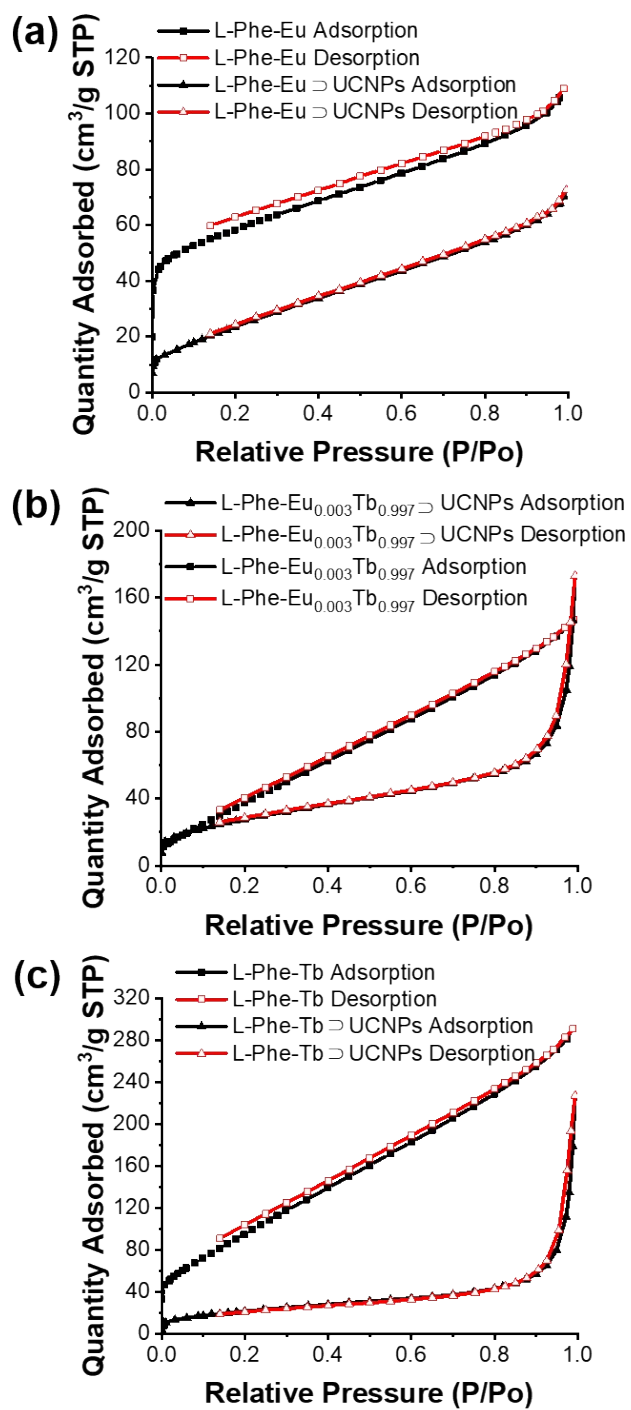 (a)
L-Phe-Eu Adsorption
L-Phe-Eu Desorption
L-Phe-Eu ⊃ UCNPs Adsorption
L-Phe-Eu ⊃ UCNPs Desorption
Quantity Adsorbed (cm³/g STP)
120
100
80
60
40
20
0
0.0 0.2 0.4 0.6 0.8 1.0
Relative Pressure (P/Po)
(b)
L-Phe-Eu₀.₀₀₃Tb₀.₉₉₇⊃ UCNPs Adsorption
L-Phe-Eu₀.₀₀₃Tb₀.₉₉₇⊃ UCNPs Desorption
L-Phe-Eu₀.₀₀₃Tb₀.₉₉₇ Adsorption
L-Phe-Eu₀.₀₀₃Tb₀.₉₉₇ Desorption
Quantity Adsorbed (cm³/g STP)
200
160
120
80
40
0
0.0 0.2 0.4 0.6 0.8 1.0
Relative Pressure (P/Po)
(c)
L-Phe-Tb Adsorption
L-Phe-Tb Desorption
L-Phe-Tb ⊃ UCNPs Adsorption
L-Phe-Tb ⊃ UCNPs Desorption
Quantity Adsorbed (cm³/g STP)
320
280
240
200
160
120
80
40
0
0.0 0.2 0.4 0.6 0.8 1.0
Relative Pressure (P/Po)